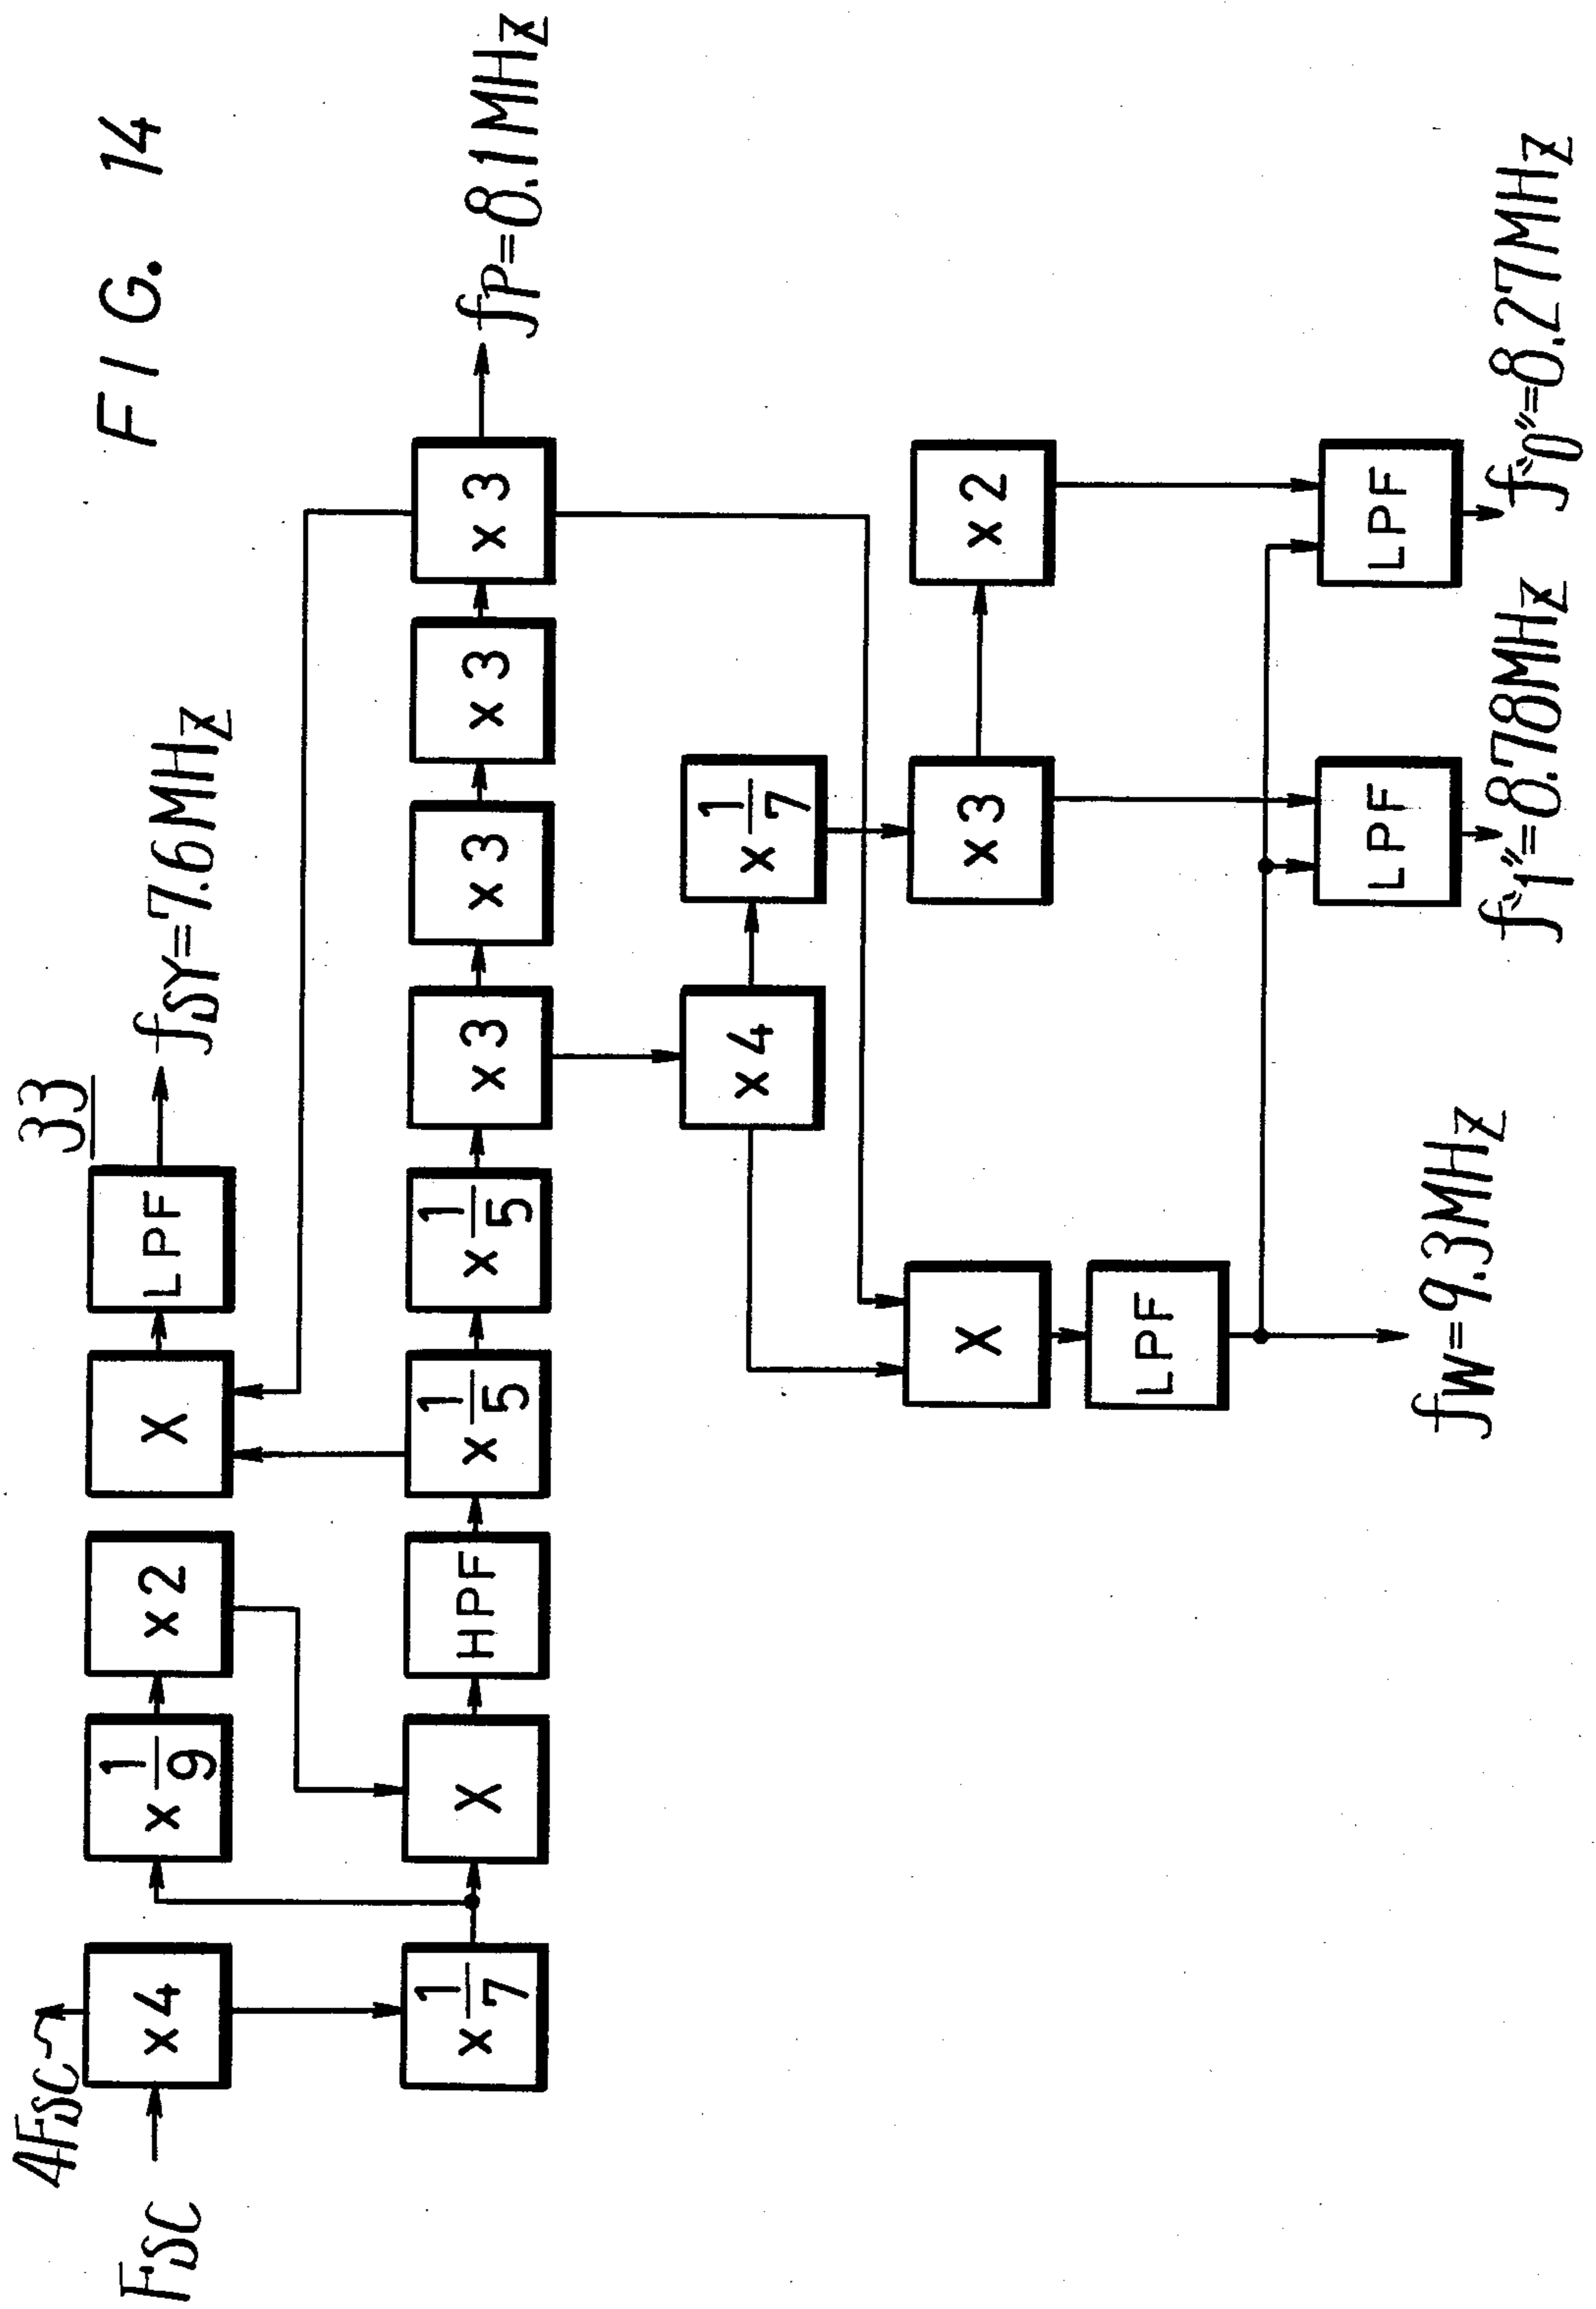 FIG. 14
33
4Fsc
Fsc
x4
x 1/9
x2
X
LPF
fSY=7.6MHz
x 1/7
X
HPF
x 1/5
x 1/5
x3
x3
x3
x3
fP=8.1MHz
x4
x 1/7
X
x3
x2
LPF
LPF
LPF
fW=9.3MHz
f"1"=8.78MHz
f"0"=8.27MHz